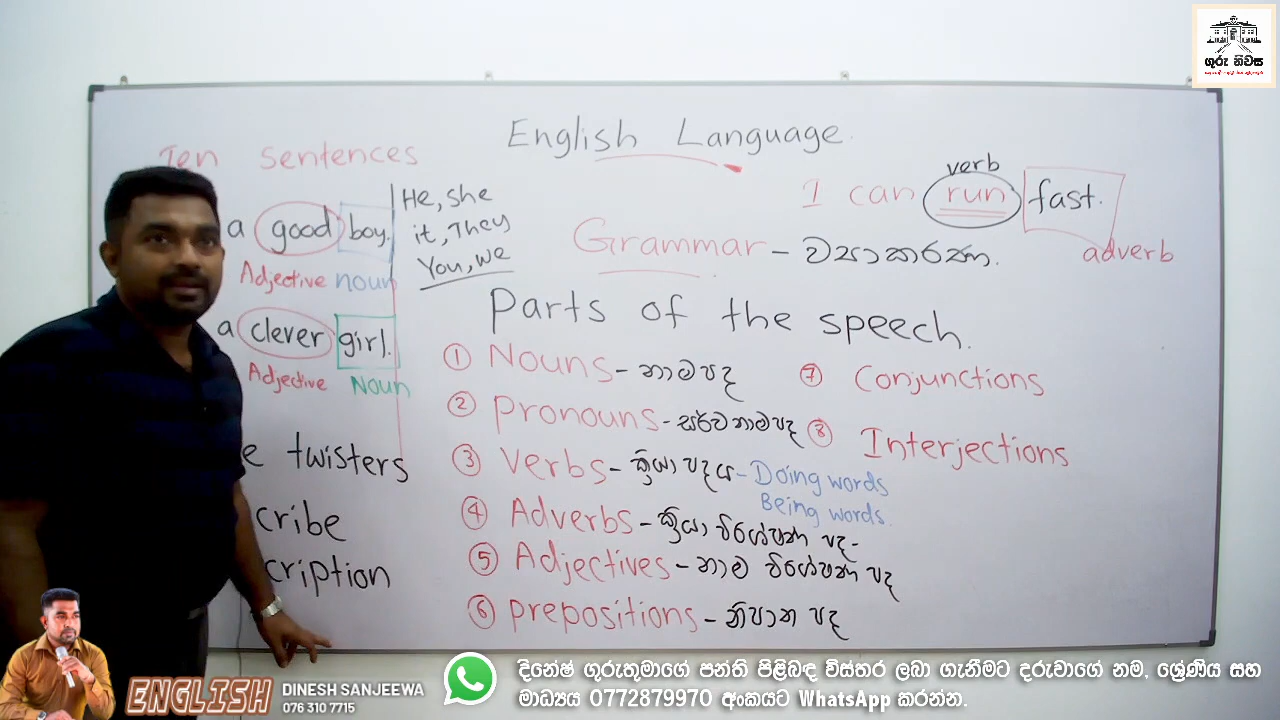 English Language
Ten sentences
a good boy.
Adjective noun
a clever girl.
Adjective Noun
e twisters
cribe
cription
He, she
it, They
You, we
verb
I can run fast.
adverb
Grammar - ව්‍යාකරණ.
Parts of the speech.
① Nouns - නාමපද
② pronouns - සර්වනාමපද
③ Verbs - ක්‍රියා පදය - Doing words
Being words.
④ Adverbs - ක්‍රියා විශේෂණ පද -
⑤ Adjectives - නාම විශේෂණ පද
⑥ prepositions - නිපාත පද
⑦ Conjunctions
⑧ Interjections
ගුරු නිවස
ENGLISH
DINESH SANJEEWA
076 310 7715
දිනේෂ් ගුරුතුමාගේ පන්ති පිළිබඳ විස්තර ලබා ගැනීමට දරුවාගේ නම, ශ්‍රේණිය සහ
මාධ්‍යය 0772879970 අංකයට WhatsApp කරන්න.